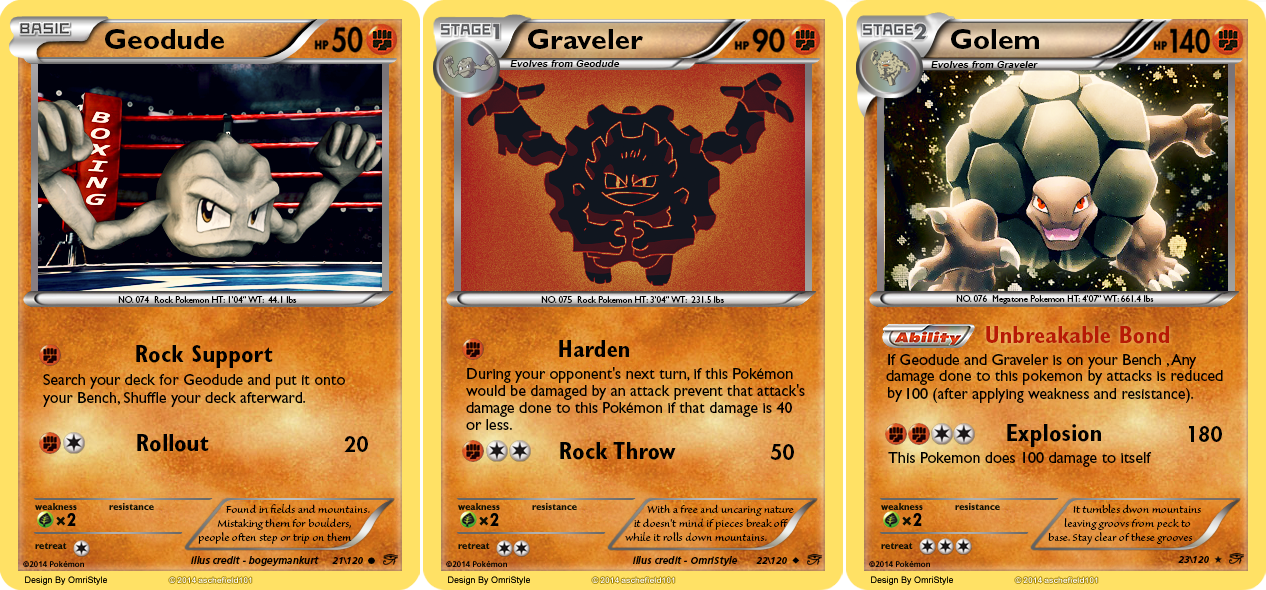 BASIC
Geodude
HP 50
BOXING
NO. 074 Rock Pokemon HT: 1'04" WT: 44.1 lbs
Rock Support
Search your deck for Geodude and put it onto
your Bench, Shuffle your deck afterward.
Rollout 20
weakness resistance
×2
retreat
Found in fields and mountains.
Mistaking them for boulders,
people often step or trip on them
Illus credit - bogeymankurt 21\120
©2014 Pokémon
Design By OmriStyle ©2014 aschefield101
STAGE1
Graveler
HP 90
Evolves from Geodude
NO. 075 Rock Pokemon HT: 3'04" WT: 231.5 lbs
Harden
During your opponent's next turn, if this Pokémon
would be damaged by an attack prevent that attack's
damage done to this Pokémon if that damage is 40
or less.
Rock Throw 50
weakness resistance
×2
retreat
With a free and uncaring nature
it doesn't mind if pieces break off
while it rolls down mountains.
Illus credit - OmriStyle 22\120
©2014 Pokémon
Design By OmriStyle ©2014 aschefield101
STAGE2
Golem
HP 140
Evolves from Graveler
NO. 076 Megatone Pokemon HT: 4'07" WT: 661.4 lbs
Ability Unbreakable Bond
If Geodude and Graveler is on your Bench ,Any
damage done to this pokemon by attacks is reduced
by 100 (after applying weakness and resistance).
Explosion 180
This Pokemon does 100 damage to itself
weakness resistance
×2
retreat
It tumbles dwon mountains
leaving groovs from peck to
base. Stay clear of these grooves
23\120
©2014 Pokémon
Design By OmriStyle ©2014 aschefield101